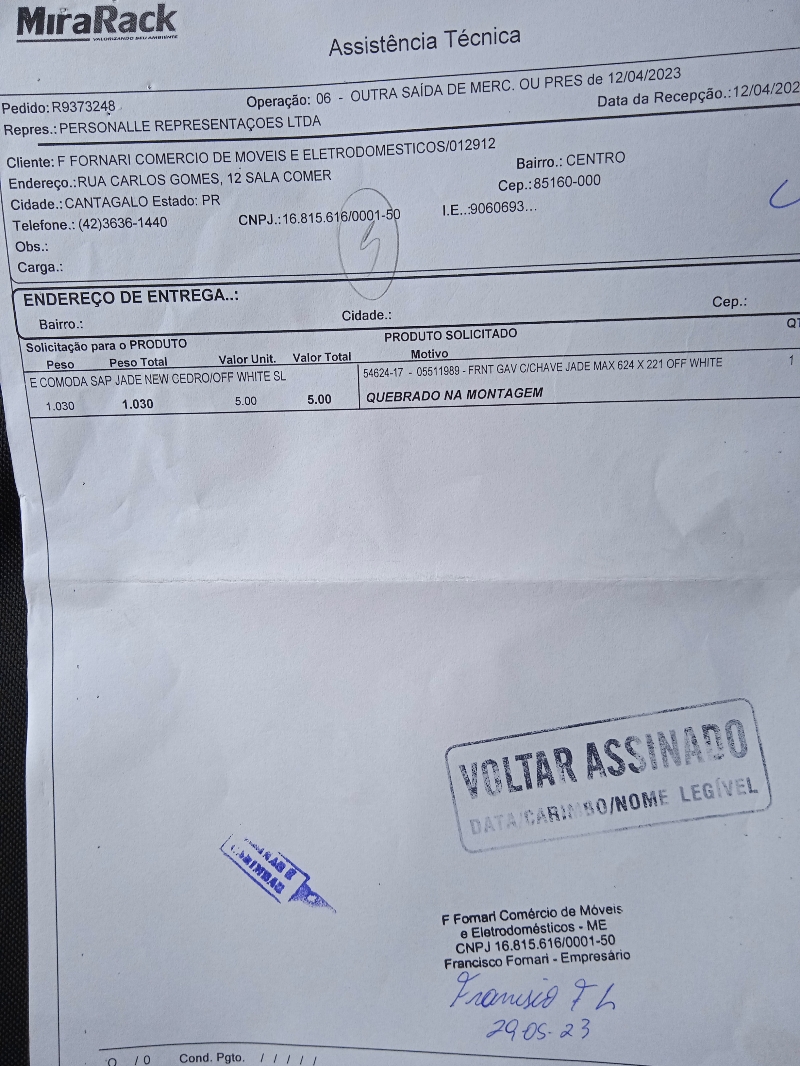 MiraRack
VALORIZANDO SEU AMBIENTE
Assistência Técnica
Pedido: R9373248
Operação: 06 - OUTRA SAÍDA DE MERC. OU PRES de 12/04/2023
Repres.: PERSONALLE REPRESENTAÇOES LTDA
Data da Recepção.: 12/04/202
Cliente: F FORNARI COMERCIO DE MOVEIS E ELETRODOMESTICOS/012912
Endereço.: RUA CARLOS GOMES, 12 SALA COMER
Bairro.: CENTRO
Cidade.: CANTAGALO Estado: PR
Cep.: 85160-000
Telefone.: (42)3636-1440
CNPJ.: 16.815.616/0001-50
I.E..: 9060693...
Obs.:
Carga.:
ENDEREÇO DE ENTREGA..:
Bairro.:
Cidade.:
Cep.:
Solicitação para o PRODUTO
PRODUTO SOLICITADO
QT
Peso Peso Total Valor Unit. Valor Total Motivo
E COMODA SAP JADE NEW CEDRO/OFF WHITE SL
54624-17 - 05511989 - FRNT GAV C/CHAVE JADE MAX 624 X 221 OFF WHITE
1
1.030 1.030 5.00 5.00
QUEBRADO NA MONTAGEM
VOLTAR ASSINADO
DATA/CARIMBO/NOME LEGÍVEL
F Fornari Comércio de Móveis
e Eletrodomésticos - ME
CNPJ 16.815.616/0001-50
Francisco Fornari - Empresário
29-05-23
0 / 0 Cond. Pgto. / / / / /